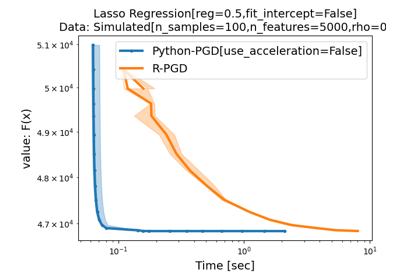 Lasso Regression[reg=0.5,fit_intercept=False]
Data: Simulated[n_samples=100,n_features=5000,rho=0
Python-PGD[use_acceleration=False]
R-PGD
value: F(x)
5.1 × 10⁴
5 × 10⁴
4.9 × 10⁴
4.8 × 10⁴
4.7 × 10⁴
10⁻¹ 10⁰ 10¹
Time [sec]